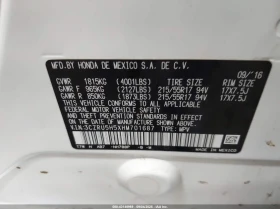 MFD.BY HONDA DE MEXICO S.A. DE C.V.
09/'16
GVWR 1815KG (4001LBS)
RIM SIZE
GAWR F 965KG (2127LBS) 215/55R17 94V 17X7.5J
GAWR R 850KG (1873LBS) 215/55R17 94V 17X7.5J
THIS VEHICLE CONFORMS TO ALL APPLICABLE
FEDERAL MOTOR VEHICLE SAFETY, BUMPER, AND
THEFT PREVENTION STANDARDS IN EFFECT ON
THE DATE OF MANUFACTURE SHOWN ABOVE.
V.I.N:3CZRU5H5XHM701687 TYPE:MPV
MADE IN
MEXICO